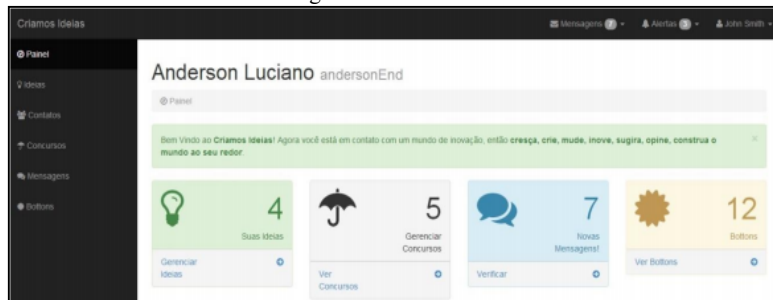 Criamos Ideias
Mensagens 7
Alertas 3
John Smith
Painel
Ideias
Contatos
Concursos
Mensagens
Bottons
Anderson Luciano andersonEnd
Painel
Bem Vindo ao Criamos Ideias! Agora você está em contato com um mundo de inovação, então cresça, crie, mude, inove, sugira, opine, construa o
mundo ao seu redor.
×
4
Suas Ideias
Gerenciar
Ideias
5
Gerenciar
Concursos
Ver
Concursos
7
Novas
Mensagens!
Verificar
12
Bottons
Ver Bottons